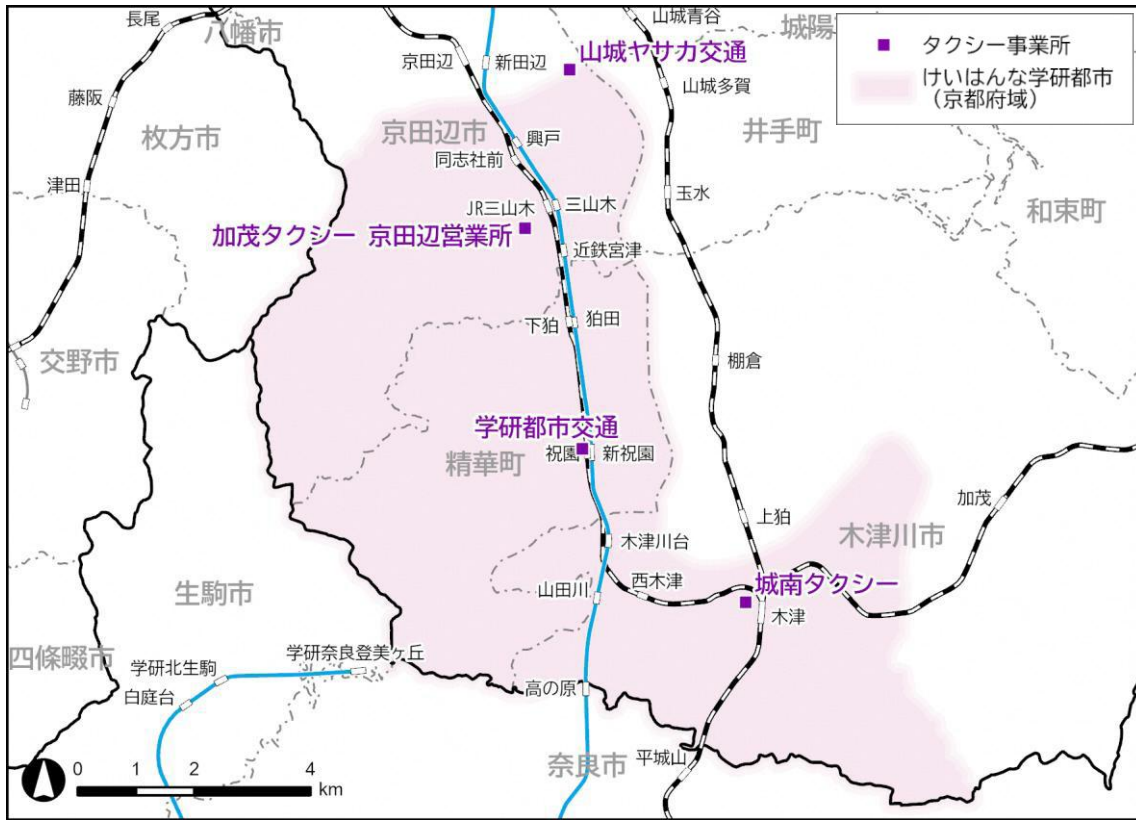 長尾
八幡市
山城青谷
城陽
タクシー事業所
けいはんな学研都市
（京都府域）
京田辺
新田辺
山城ヤサカ交通
山城多賀
藤阪
枚方市
京田辺市
井手町
興戸
同志社前
津田
玉水
和束町
JR三山木
三山木
加茂タクシー 京田辺営業所
近鉄宮津
下狛
狛田
交野市
棚倉
学研都市交通
祝園
新祝園
精華町
加茂
上狛
木津川市
木津川台
城南タクシー
西木津
山田川
生駒市
木津
四條畷市
学研北生駒
学研奈良登美ヶ丘
白庭台
高の原
平城山
奈良市
0 1 2 4
km